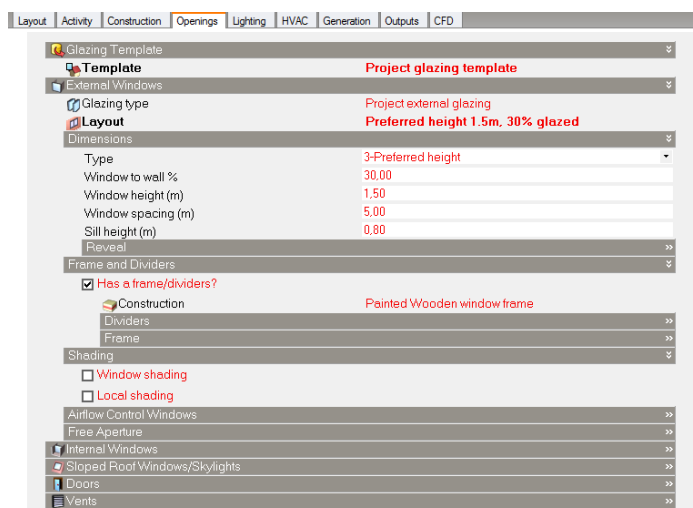 Layout Activity Construction Openings Lighting HVAC Generation Outputs CFD
Glazing Template
Template Project glazing template
External Windows
Glazing type Project external glazing
Layout Preferred height 1.5m, 30% glazed
Dimensions
Type 3-Preferred height
Window to wall % 30,00
Window height (m) 1,50
Window spacing (m) 5,00
Sill height (m) 0,80
Reveal
Frame and Dividers
Has a frame/dividers?
Construction Painted Wooden window frame
Dividers
Frame
Shading
Window shading
Local shading
Airflow Control Windows
Free Aperture
Internal Windows
Sloped Roof Windows/Skylights
Doors
Vents